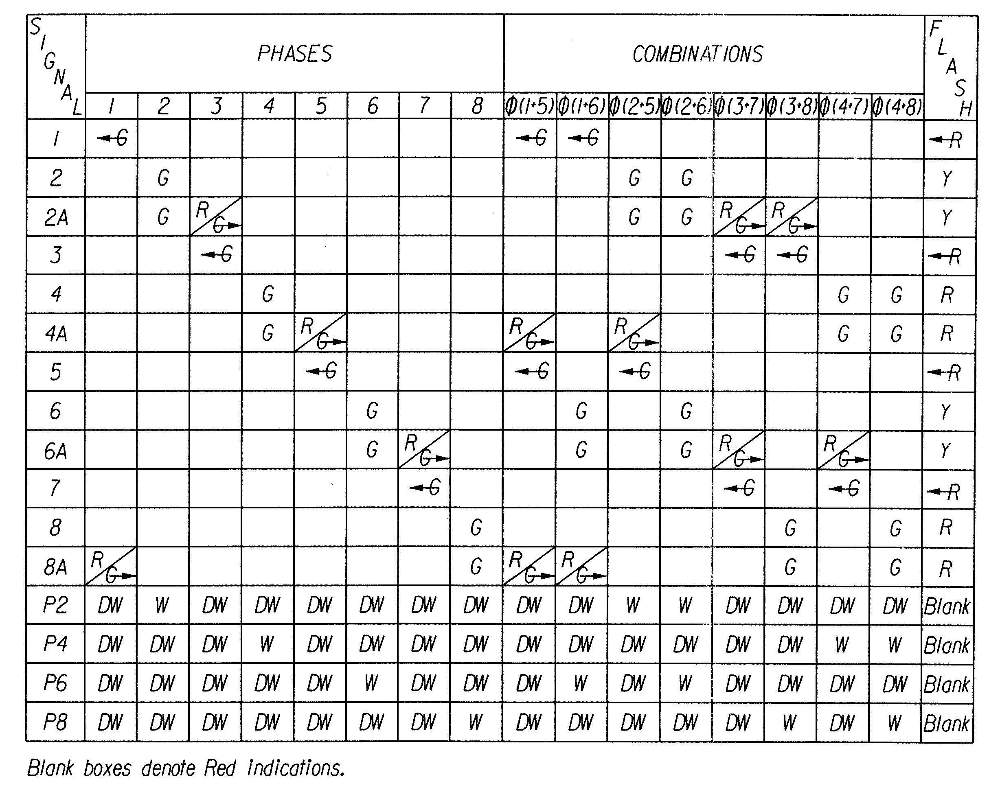 SIGNAL PHASES COMBINATIONS FLASH
1 2 3 4 5 6 7 8 Φ(1+5) Φ(1+6) Φ(2+5) Φ(2+6) Φ(3+7) Φ(3+8) Φ(4+7) Φ(4+8)
1 ←G ←G ←G ←R
2 G G G Y
2A G R/G→ G G R/G→ R/G→ Y
3 ←G ←G ←G ←R
4 G G G R
4A G R/G→ R/G→ R/G→ G G R
5 ←G ←G ←G ←R
6 G G G Y
6A G R/G→ G G R/G→ R/G→ Y
7 ←G ←G ←G ←R
8 G G G R
8A R/G→ G R/G→ R/G→ G G R
P2 DW W DW DW DW DW DW DW DW DW W W DW DW DW DW Blank
P4 DW DW DW W DW DW DW DW DW DW DW DW DW DW W W Blank
P6 DW DW DW DW DW W DW DW DW W DW W DW DW DW DW Blank
P8 DW DW DW DW DW DW DW W DW DW DW DW DW W DW W Blank
Blank boxes denote Red indications.